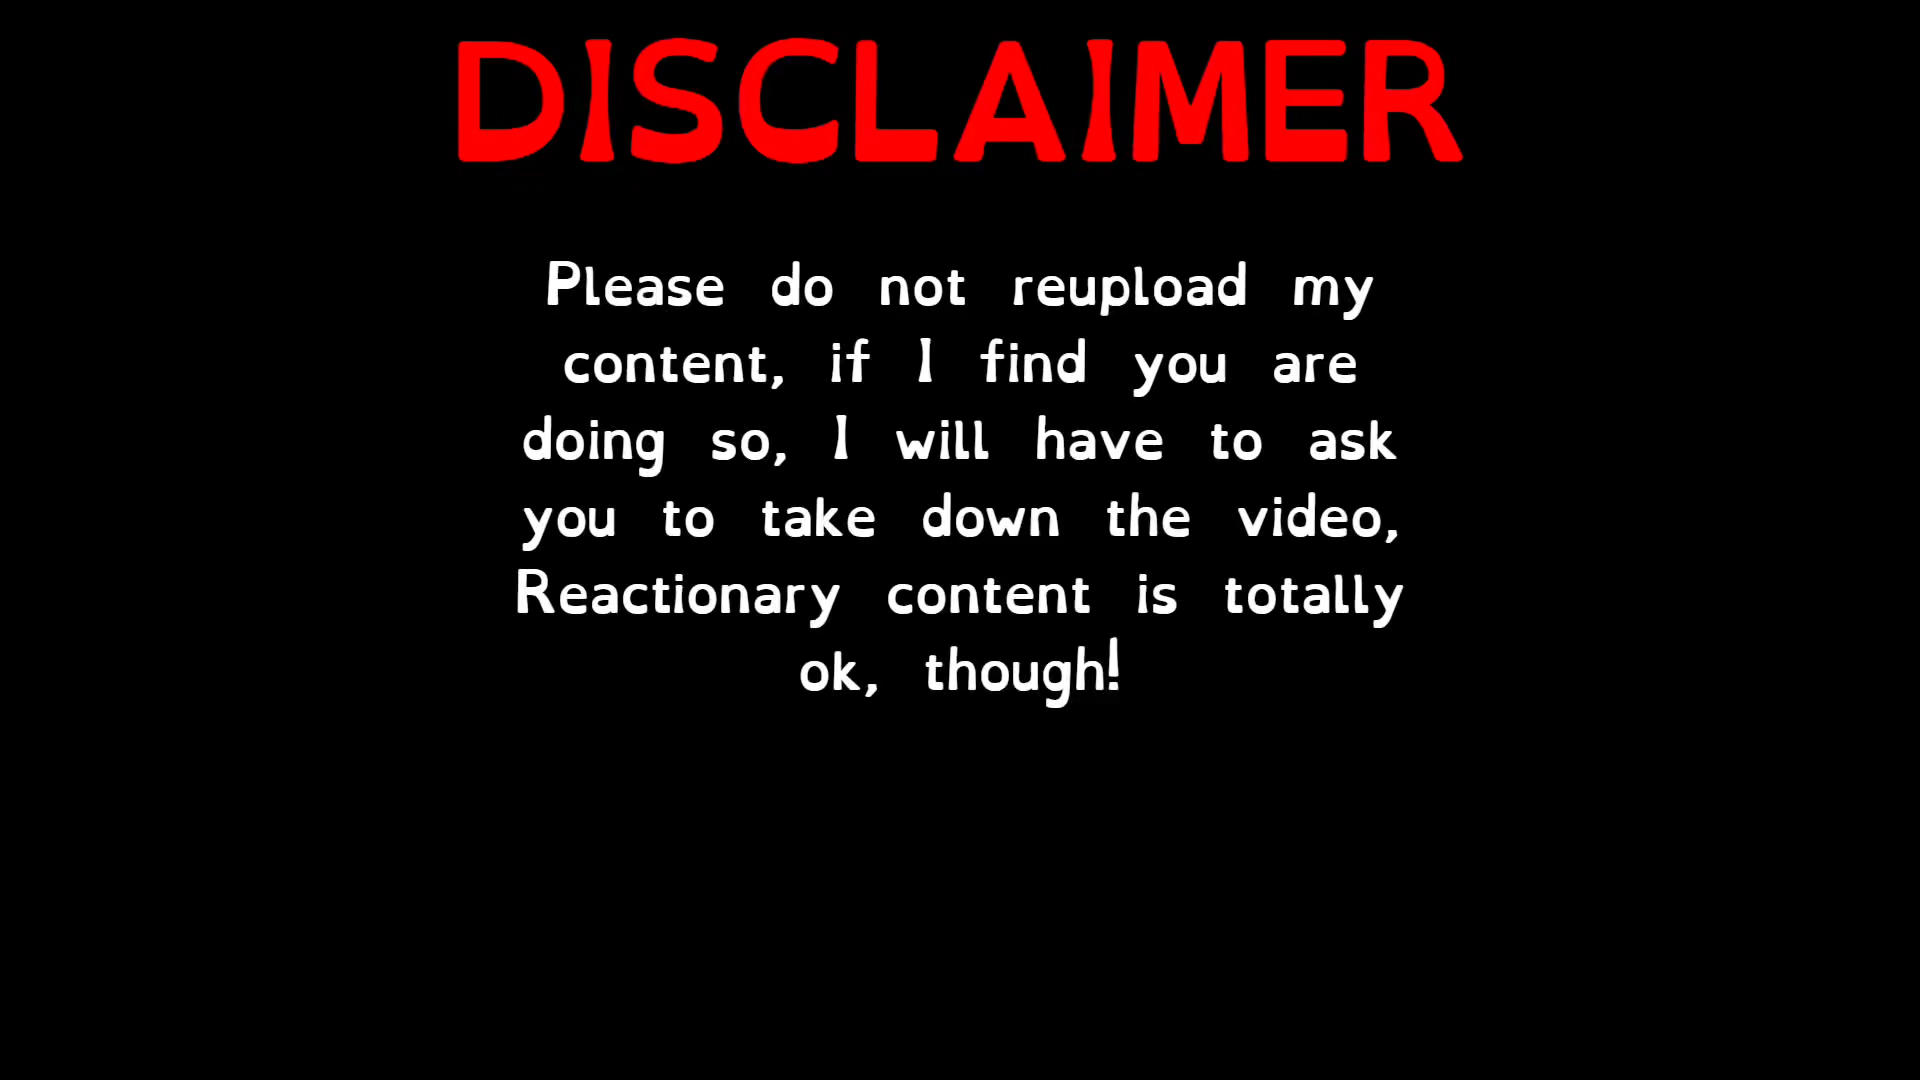 DISCLAIMER
Please do not reupload my
content, if I find you are
doing so, I will have to ask
you to take down the video,
Reactionary content is totally
ok, though!